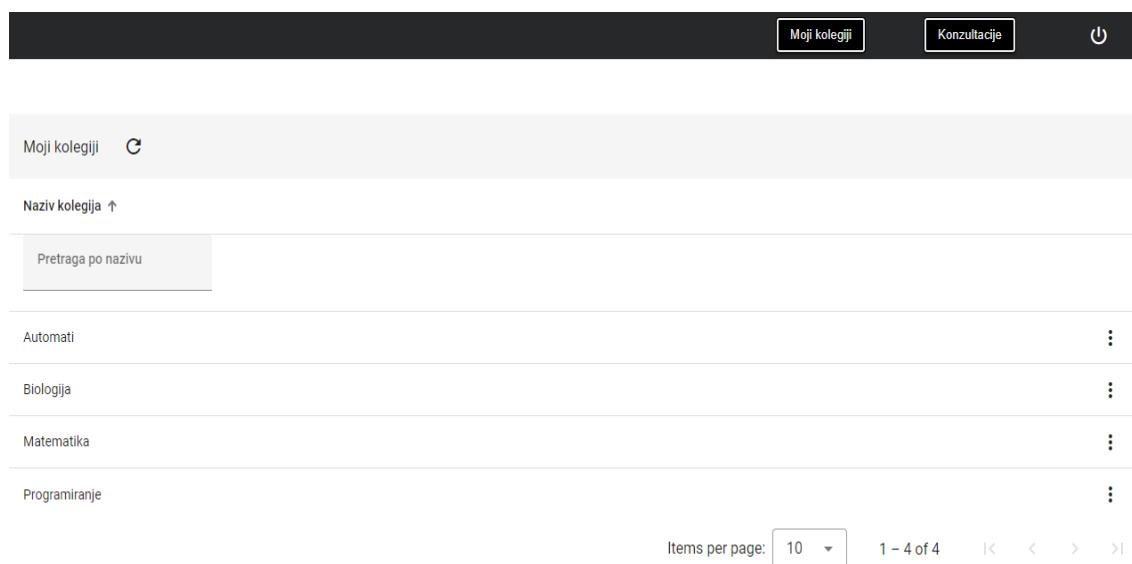 Moji kolegiji Konzultacije
Moji kolegiji
Naziv kolegija
Pretraga po nazivu
Automati
Biologija
Matematika
Programiranje
Items per page: 10 1 – 4 of 4